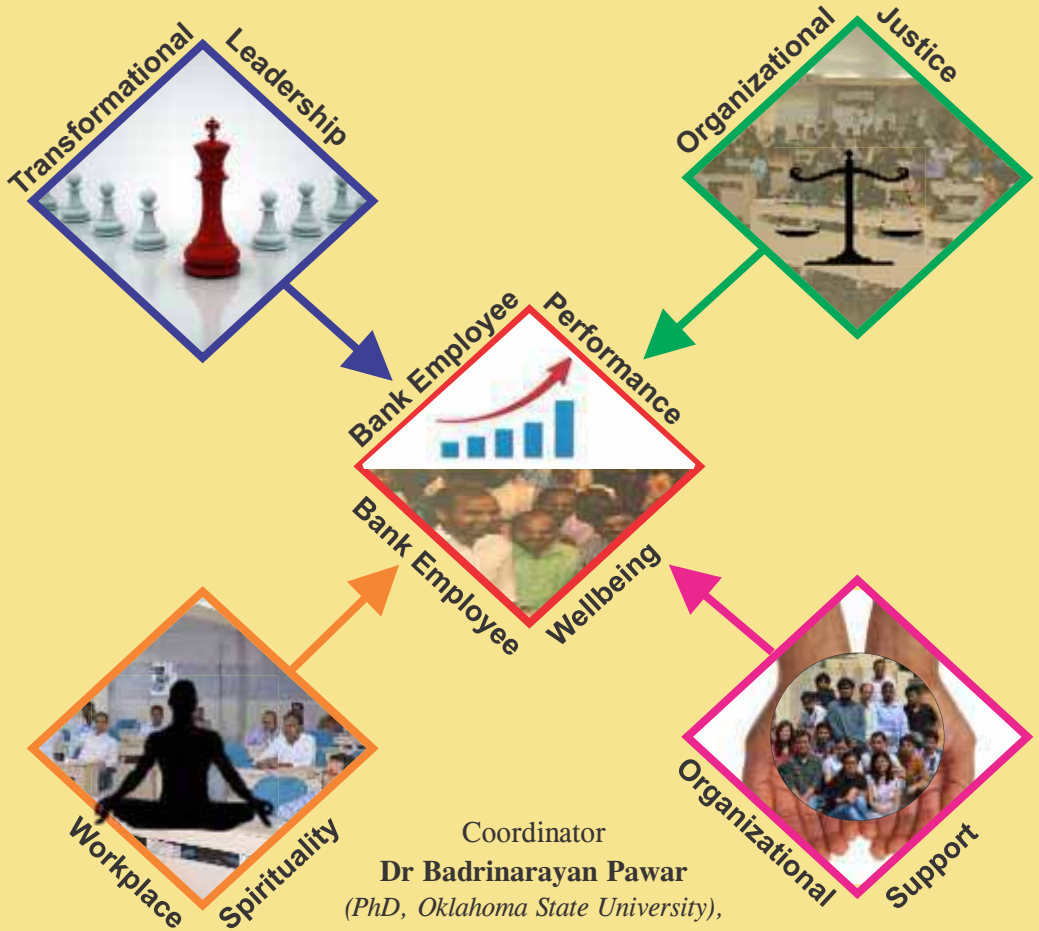 Transformational Leadership
Organizational Justice
Bank Employee Performance
Bank Employee Wellbeing
Workplace Spirituality
Organizational Support
Coordinator
Dr Badrinarayan Pawar
(PhD, Oklahoma State University),